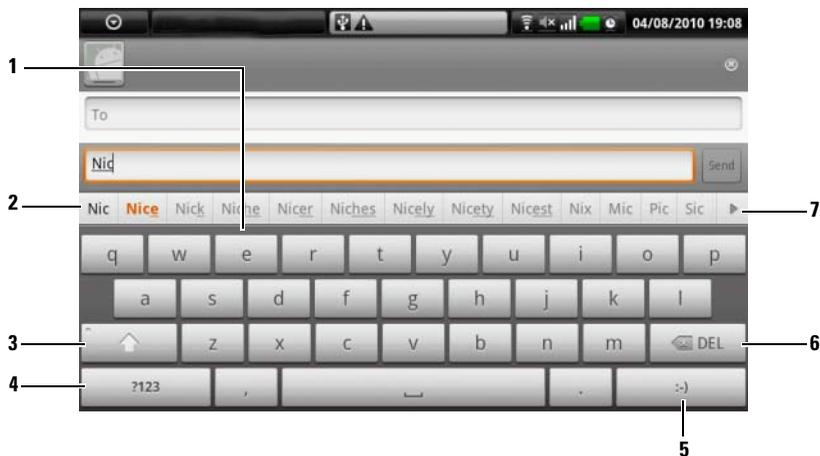 04/08/2010 19:08
1
To
Nic
Send
2 Nic Nice Nick Niche Nicer Niches Nicely Nicety Nicest Nix Mic Pic Sic 7
q w e r t y u i o p
a s d f g h j k l
3 z x c v b n m DEL 6
4 ?123 , . :-)
5